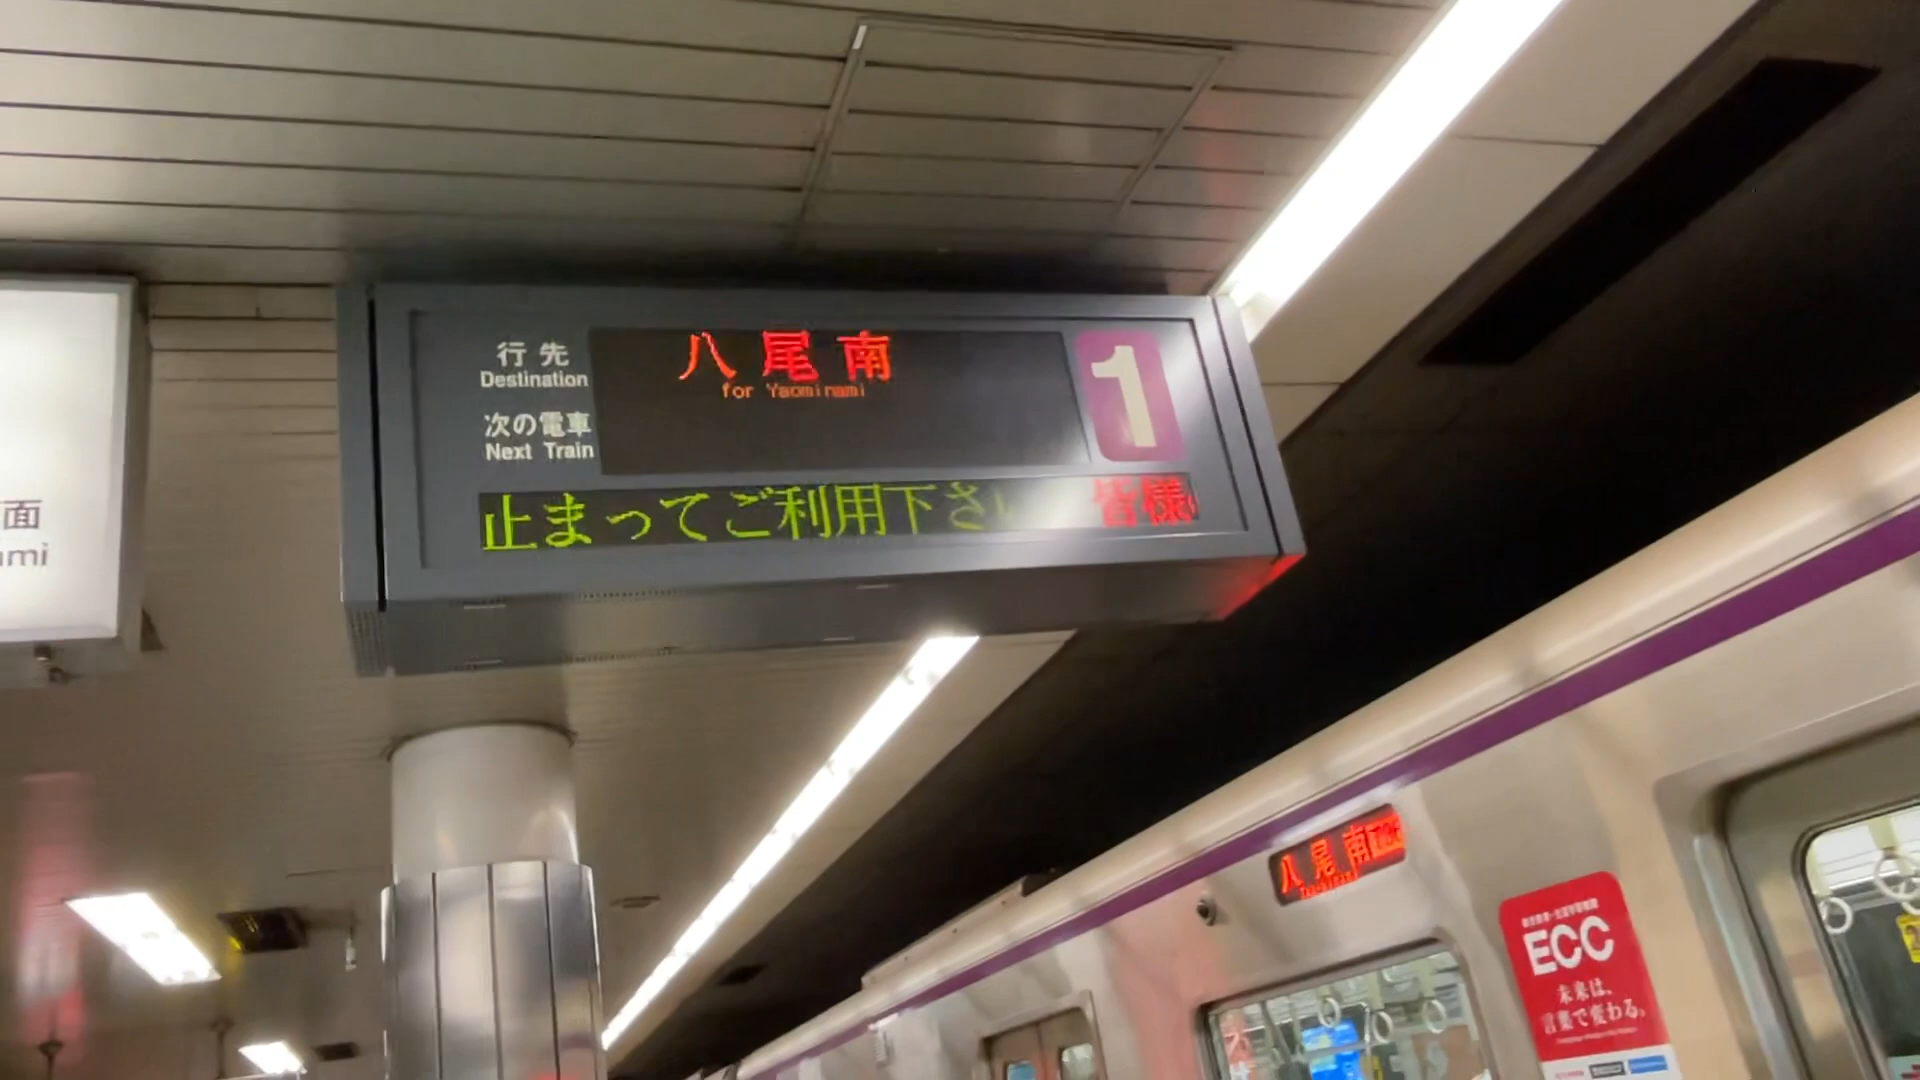 行先
Destination
八尾南
for Yaominami
次の電車
Next Train
1
止まってご利用下さい 皆様
面
ami
八尾南
ECC
未来は、
言葉で変わる。